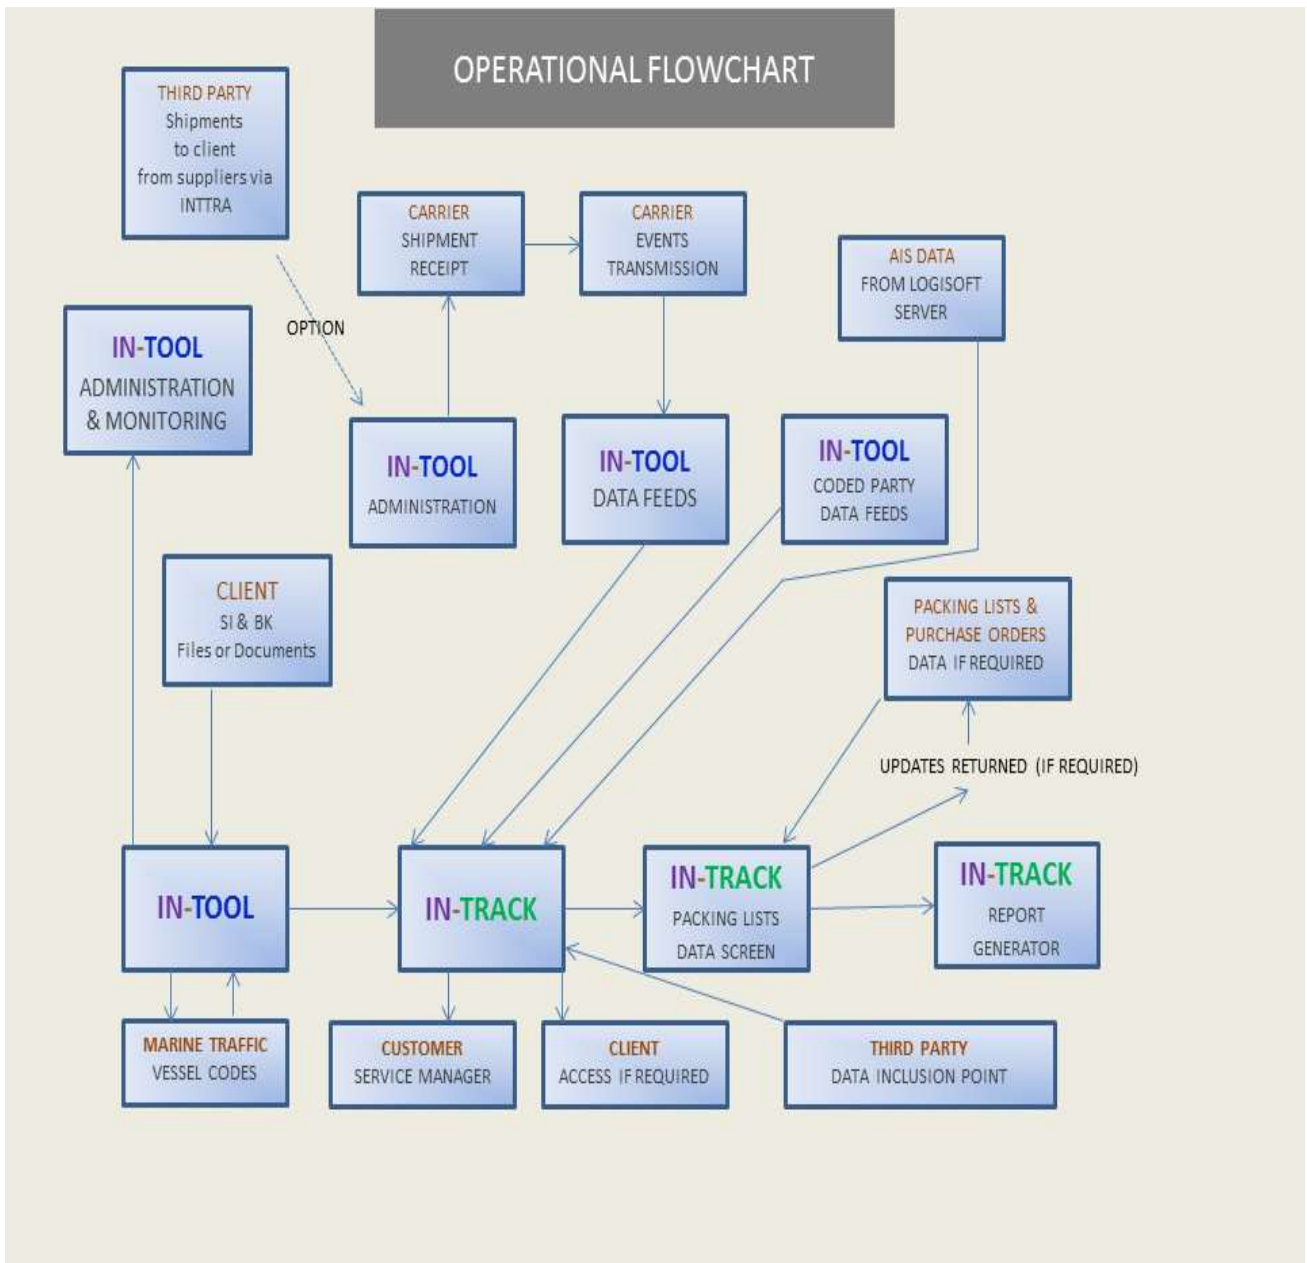 OPERATIONAL FLOWCHART
THIRD PARTY
Shipments
to client
from suppliers via
INTTRA
CARRIER
SHIPMENT
RECEIPT
CARRIER
EVENTS
TRANSMISSION
AIS DATA
FROM LOGISOFT
SERVER
OPTION
IN-TOOL
ADMINISTRATION
& MONITORING
IN-TOOL
ADMINISTRATION
IN-TOOL
DATA FEEDS
IN-TOOL
CODED PARTY
DATA FEEDS
CLIENT
SI & BK
Files or Documents
PACKING LISTS &
PURCHASE ORDERS
DATA IF REQUIRED
UPDATES RETURNED (IF REQUIRED)
IN-TOOL
IN-TRACK
IN-TRACK
PACKING LISTS
DATA SCREEN
IN-TRACK
REPORT
GENERATOR
MARINE TRAFFIC
VESSEL CODES
CUSTOMER
SERVICE MANAGER
CLIENT
ACCESS IF REQUIRED
THIRD PARTY
DATA INCLUSION POINT